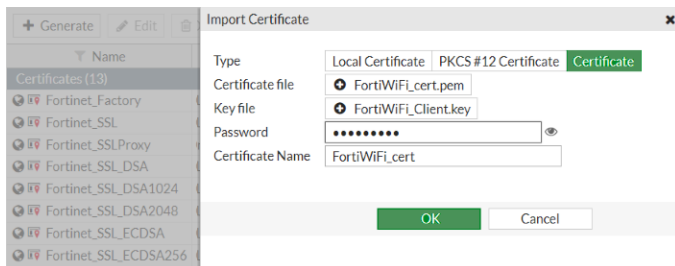 Generate Edit
Name
Certificates (13)
Fortinet_Factory
Fortinet_SSL
Fortinet_SSLProxy
Fortinet_SSL_DSA
Fortinet_SSL_DSA1024
Fortinet_SSL_DSA2048
Fortinet_SSL_ECDSA
Fortinet_SSL_ECDSA256
Import Certificate
Type Local Certificate PKCS #12 Certificate Certificate
Certificate file FortiWiFi_cert.pem
Key file FortiWiFi_Client.key
Password •••••••••
Certificate Name FortiWiFi_cert
OK Cancel